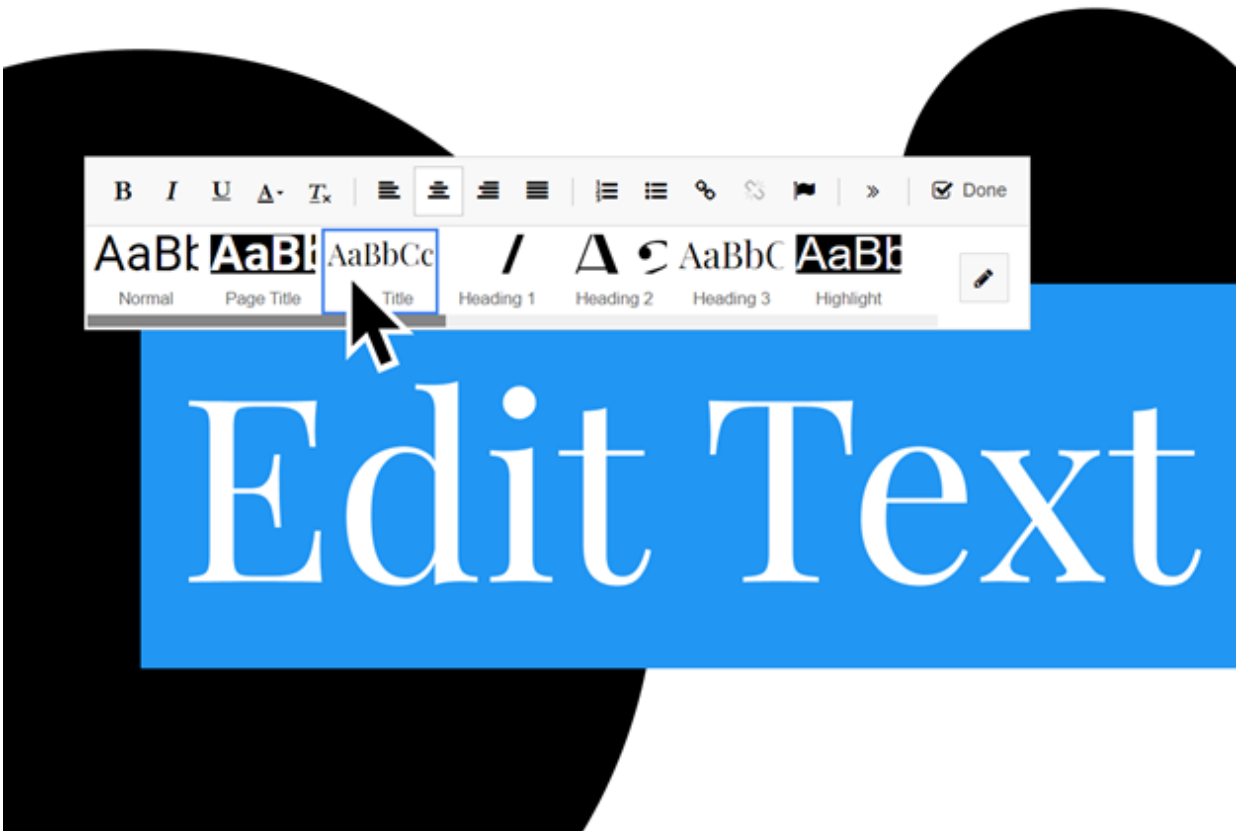 B I U A Tx Done
AaBb AaBb AaBbCc AaBbC AaBb
Normal Page Title Title Heading 1 Heading 2 Heading 3 Highlight
Edit Text